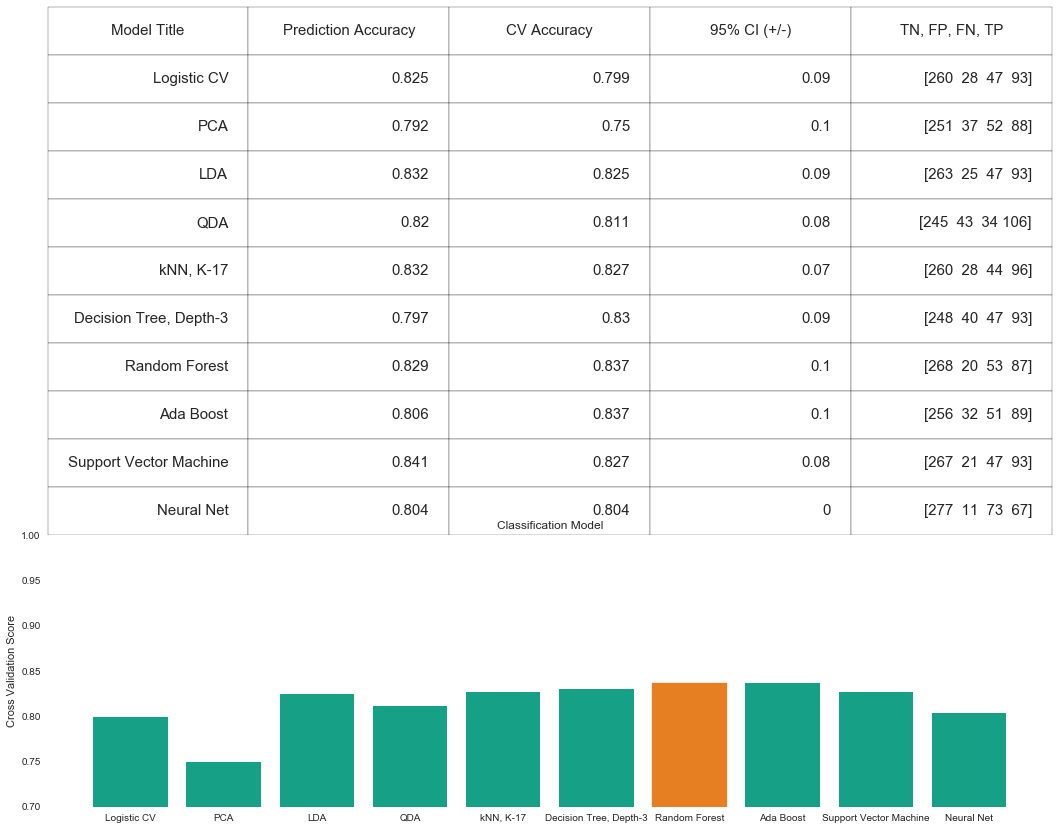 Model Title Prediction Accuracy CV Accuracy 95% CI (+/-) TN, FP, FN, TP
Logistic CV 0.825 0.799 0.09 [260 28 47 93]
PCA 0.792 0.75 0.1 [251 37 52 88]
LDA 0.832 0.825 0.09 [263 25 47 93]
QDA 0.82 0.811 0.08 [245 43 34 106]
kNN, K-17 0.832 0.827 0.07 [260 28 44 96]
Decision Tree, Depth-3 0.797 0.83 0.09 [248 40 47 93]
Random Forest 0.829 0.837 0.1 [268 20 53 87]
Ada Boost 0.806 0.837 0.1 [256 32 51 89]
Support Vector Machine 0.841 0.827 0.08 [267 21 47 93]
Neural Net 0.804 0.804 0 [277 11 73 67]
Classification Model
1.00
0.95
0.90
0.85
0.80
0.75
0.70
Cross Validation Score
Logistic CV PCA LDA QDA kNN, K-17 Decision Tree, Depth-3 Random Forest Ada Boost Support Vector Machine Neural Net